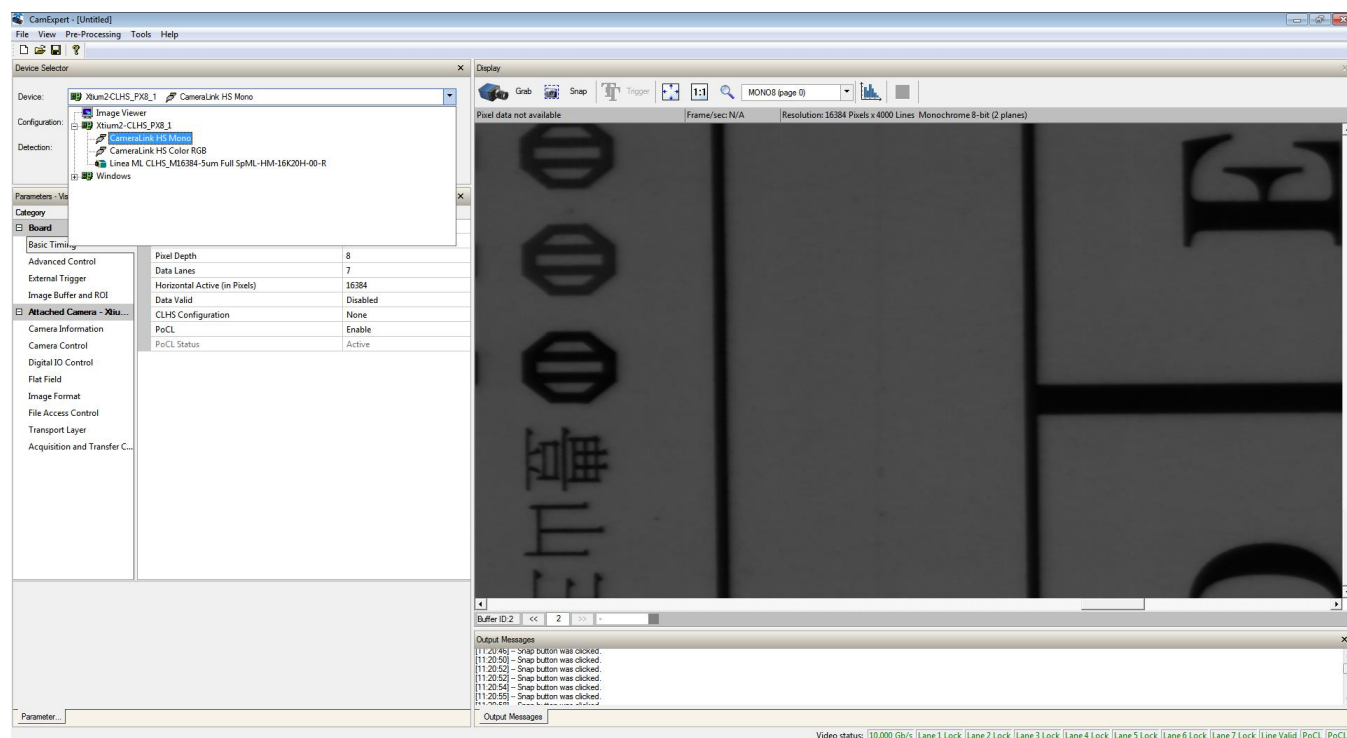 CamExpert - [Untitled]
File View Pre-Processing Tools Help
Device Selector
Device: Xtium2-CLHS_PX8_1 CameraLink HS Mono
Image Viewer
Configuration:
Xtium2-CLHS_PX8_1
CameraLink HS Mono
Detection:
CameraLink HS Color RGB
Linea ML CLHS_M16384-5um Full SpML-HM-16K20H-00-R
Windows
Parameters - Vis
Category
Board
Basic Timing
Advanced Control
External Trigger
Image Buffer and ROI
Attached Camera - Xtiu...
Camera Information
Camera Control
Digital IO Control
Flat Field
Image Format
File Access Control
Transport Layer
Acquisition and Transfer C...
Pixel Depth 8
Data Lanes 7
Horizontal Active (in Pixels) 16384
Data Valid Disabled
CLHS Configuration None
PoCL Enable
PoCL Status Active
Parameter...
Display
Grab Snap Trigger 1:1 MONO8 (page 0)
Pixel data not available Frame/sec: N/A Resolution: 16384 Pixels x 4000 Lines Monochrome 8-bit (2 planes)
E
Buffer ID:2 << 2 >> -
Output Messages
[11:20:46] -- Snap button was clicked.
[11:20:50] -- Snap button was clicked.
[11:20:52] -- Snap button was clicked.
[11:20:52] -- Snap button was clicked.
[11:20:54] -- Snap button was clicked.
[11:20:55] -- Snap button was clicked.
Output Messages
Video status: 10,000 Gb/s Lane 1 Lock Lane 2 Lock Lane 3 Lock Lane 4 Lock Lane 5 Lock Lane 6 Lock Lane 7 Lock Line Valid PoCL PoCL